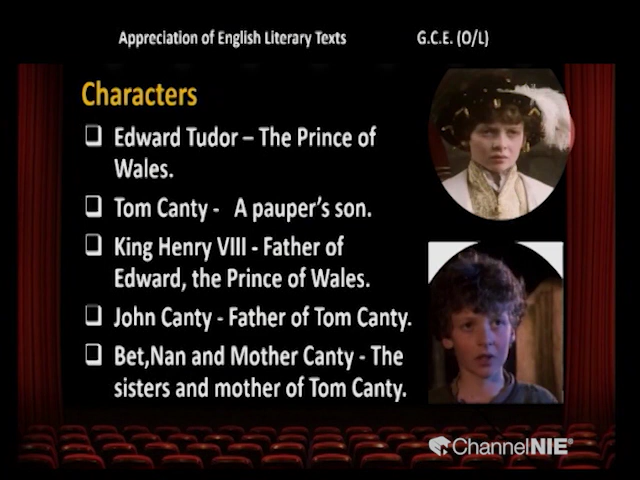 Appreciation of English Literary Texts G.C.E. (O/L)
Characters
Edward Tudor – The Prince of
Wales.
Tom Canty - A pauper's son.
King Henry VIII - Father of
Edward, the Prince of Wales.
John Canty - Father of Tom Canty.
Bet,Nan and Mother Canty - The
sisters and mother of Tom Canty.
ChannelNIE